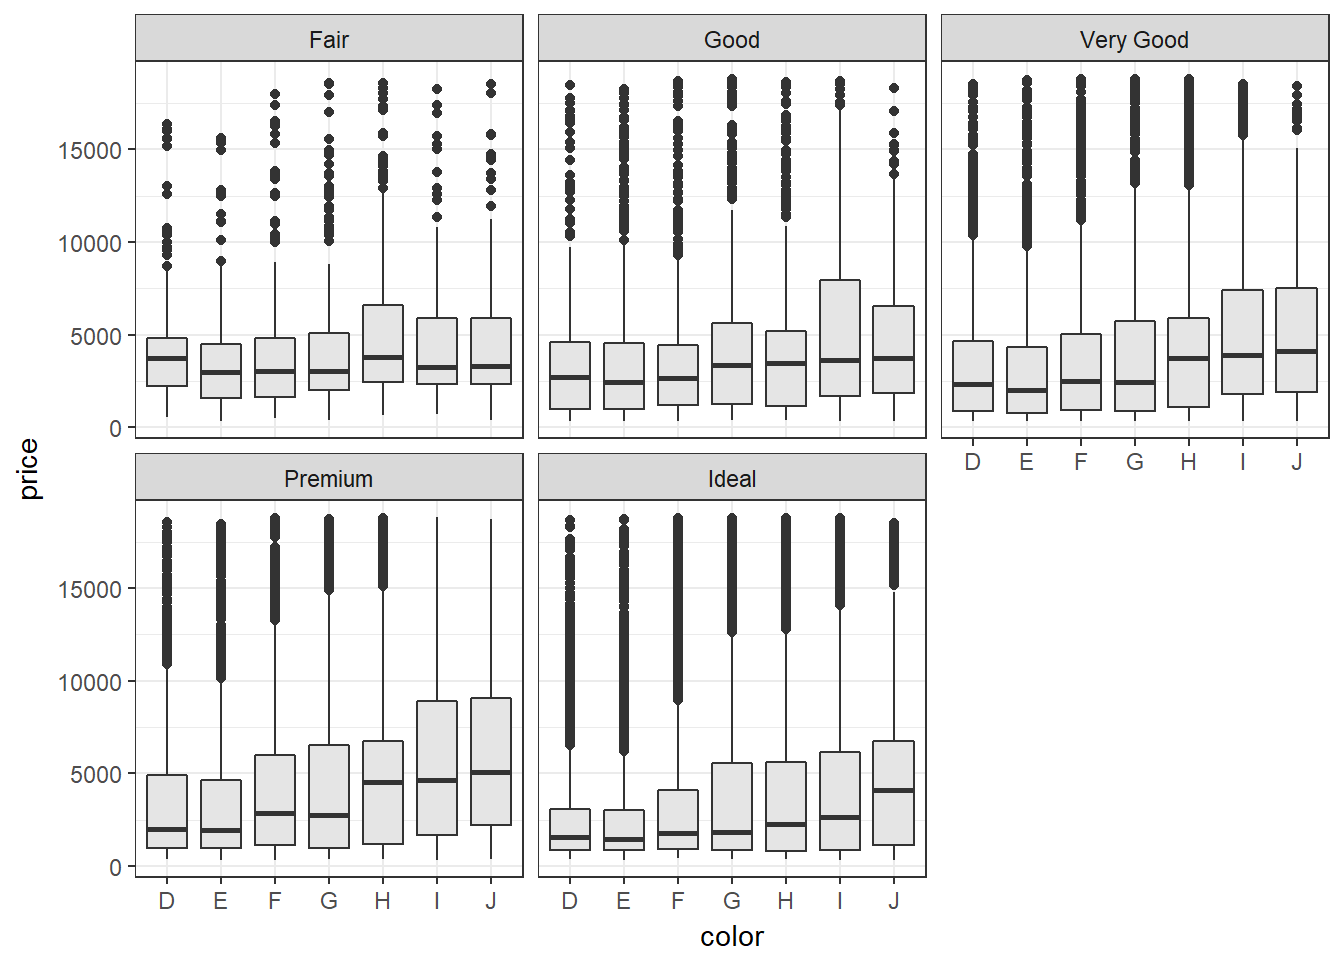 Fair
Good
Very Good
15000
10000
5000
0
D E F G H I J
price
Premium
Ideal
15000
10000
5000
0
D E F G H I J
D E F G H I J
color